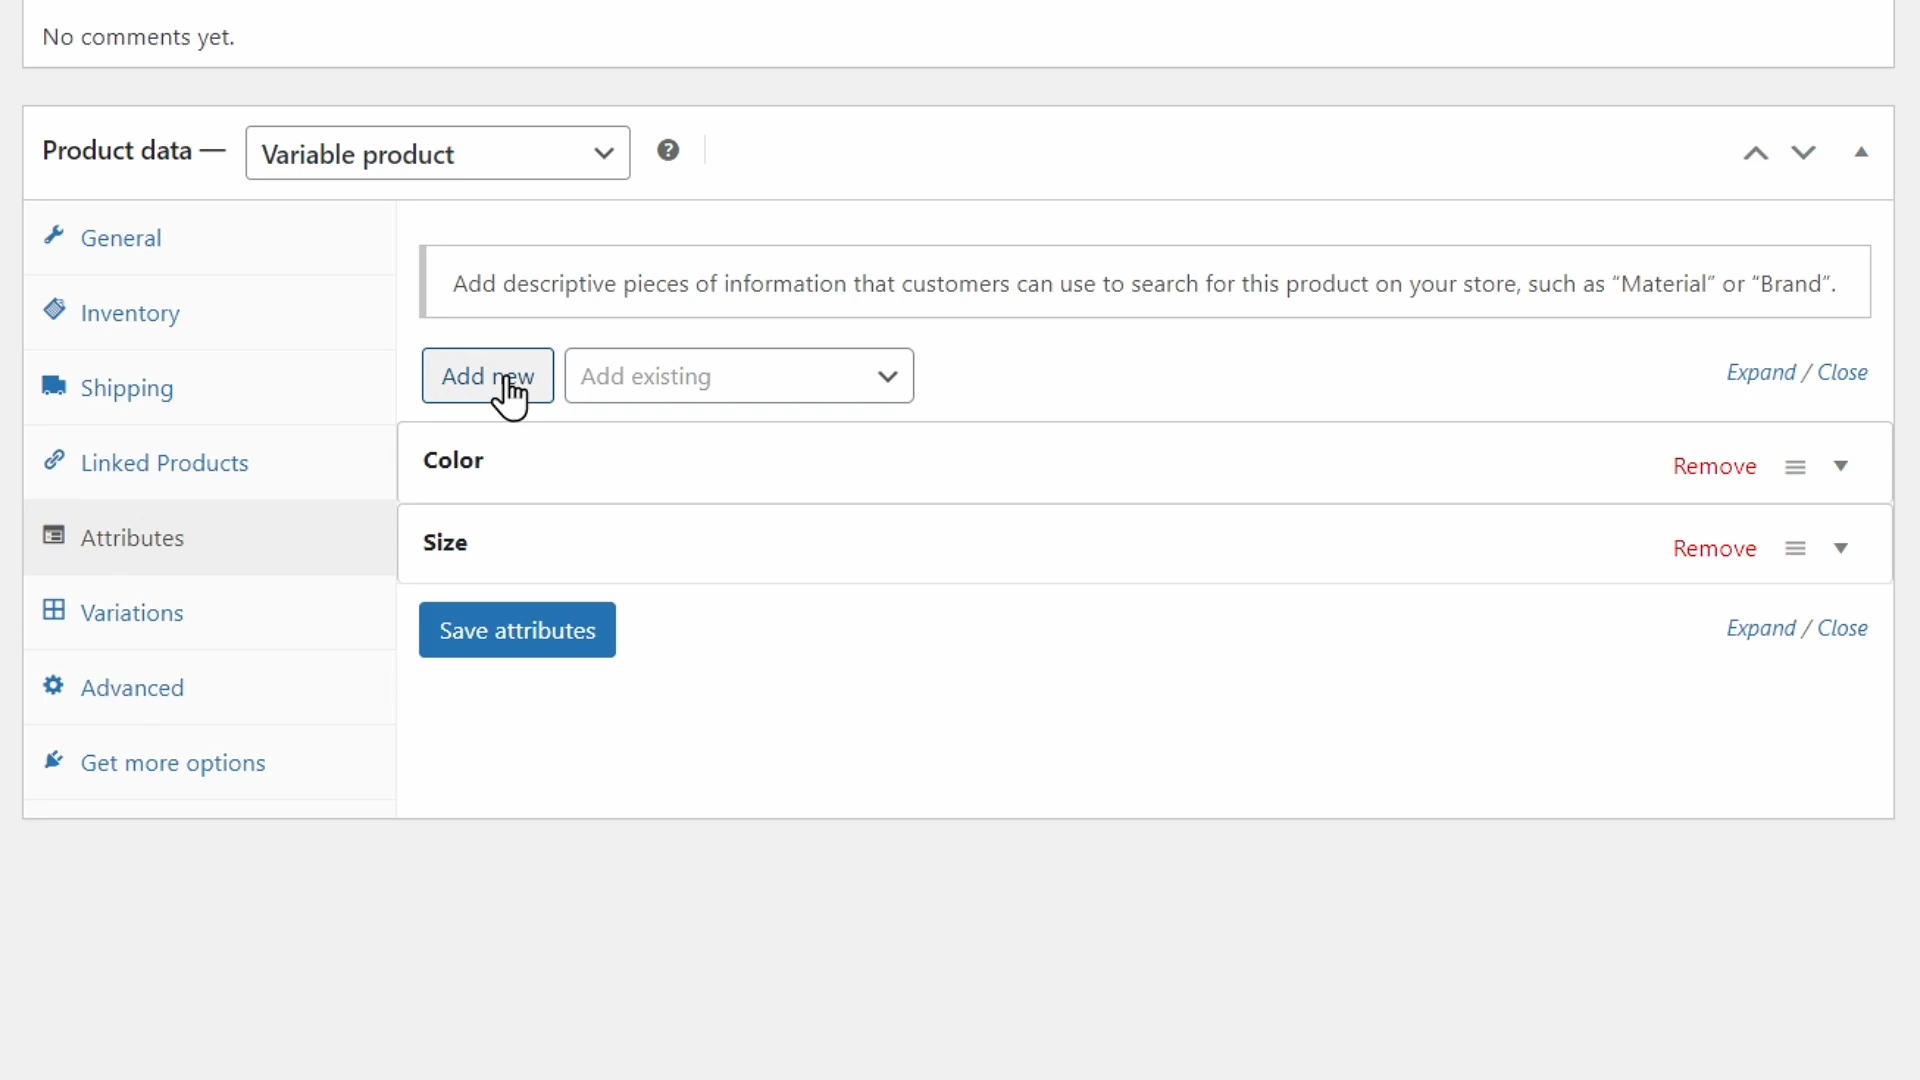 No comments yet.
Product data —
Variable product
General
Inventory
Shipping
Linked Products
Attributes
Variations
Advanced
Get more options
Add descriptive pieces of information that customers can use to search for this product on your store, such as “Material” or “Brand”.
Add new
Add existing
Expand / Close
Color
Remove
Size
Remove
Save attributes
Expand / Close